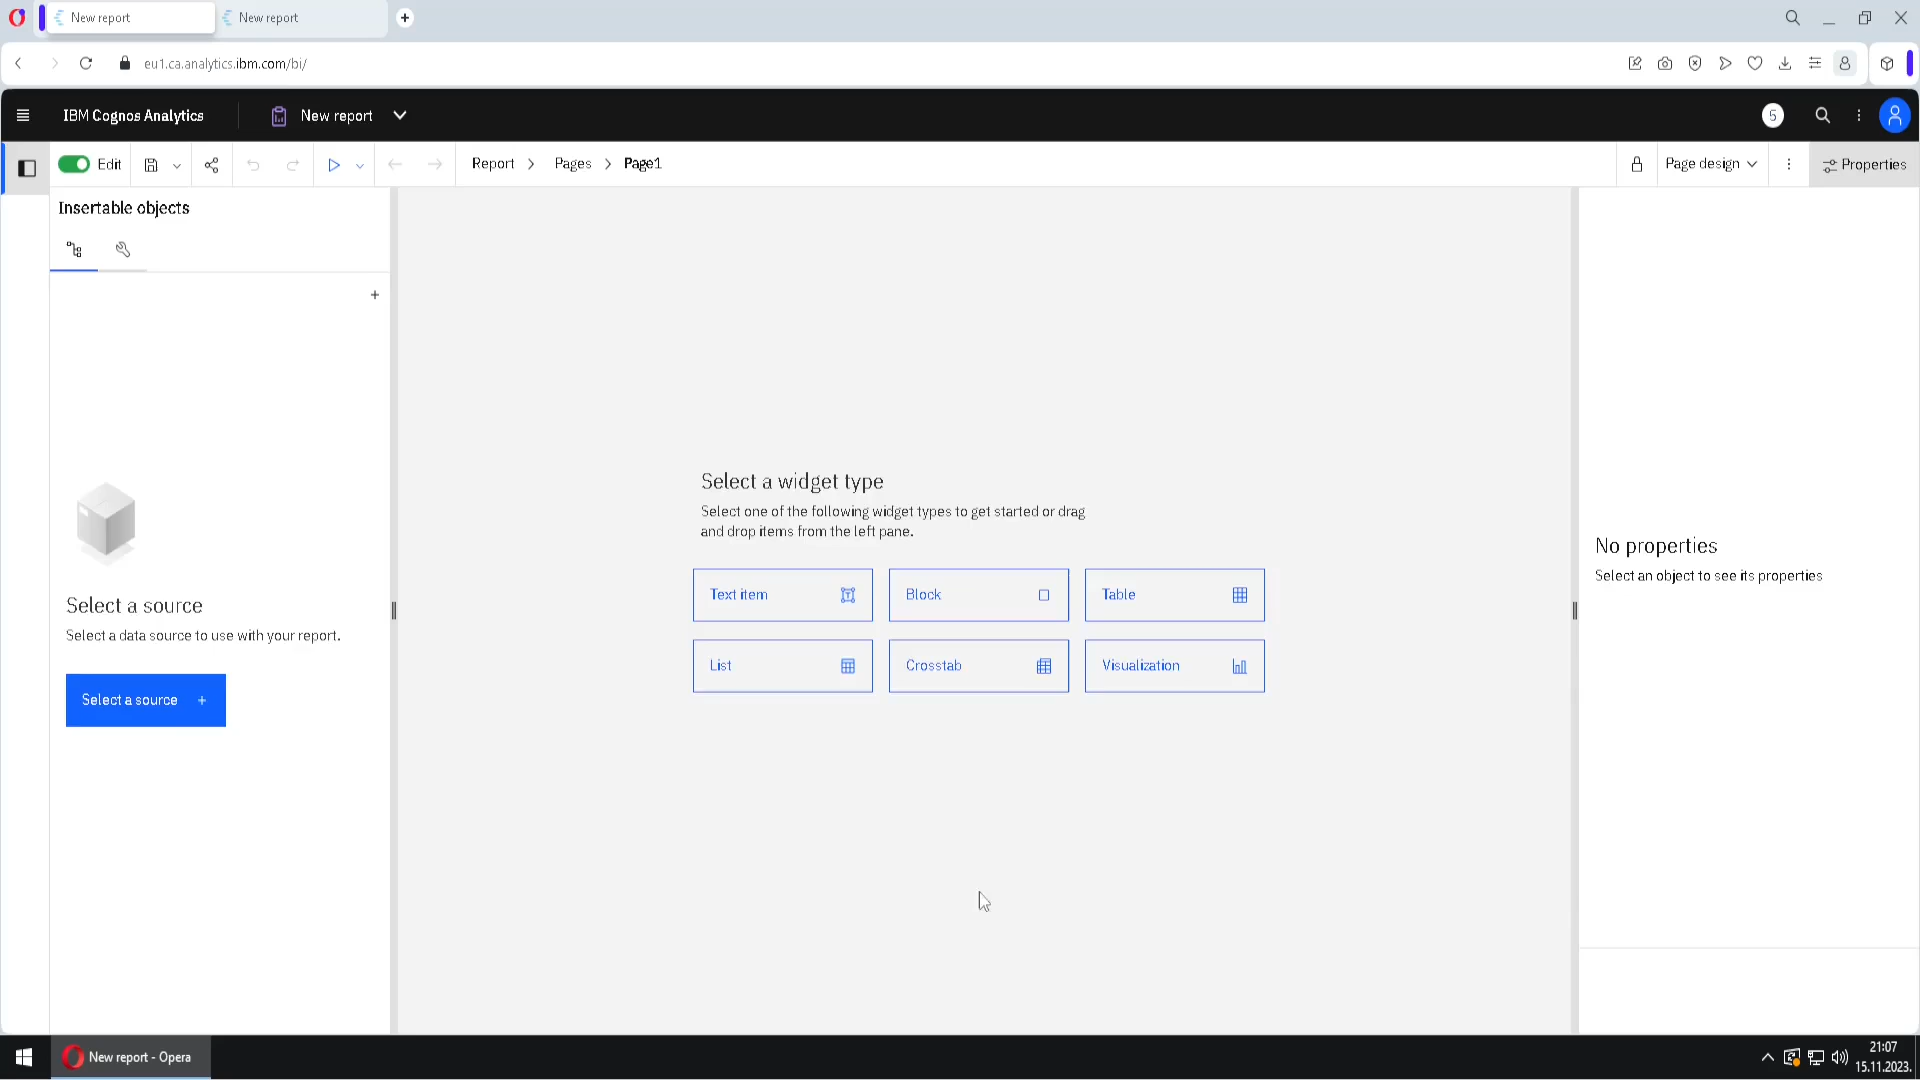 New report
New report
eu1.ca.analytics.ibm.com/bi/
IBM Cognos Analytics
New report
5
Edit
Report
Pages
Page1
Page design
Properties
Insertable objects
Select a widget type
Select one of the following widget types to get started or drag
and drop items from the left pane.
Text item
Block
Table
List
Crosstab
Visualization
Select a source
Select a data source to use with your report.
Select a source
No properties
Select an object to see its properties
New report - Opera
21:07
15.11.2023.